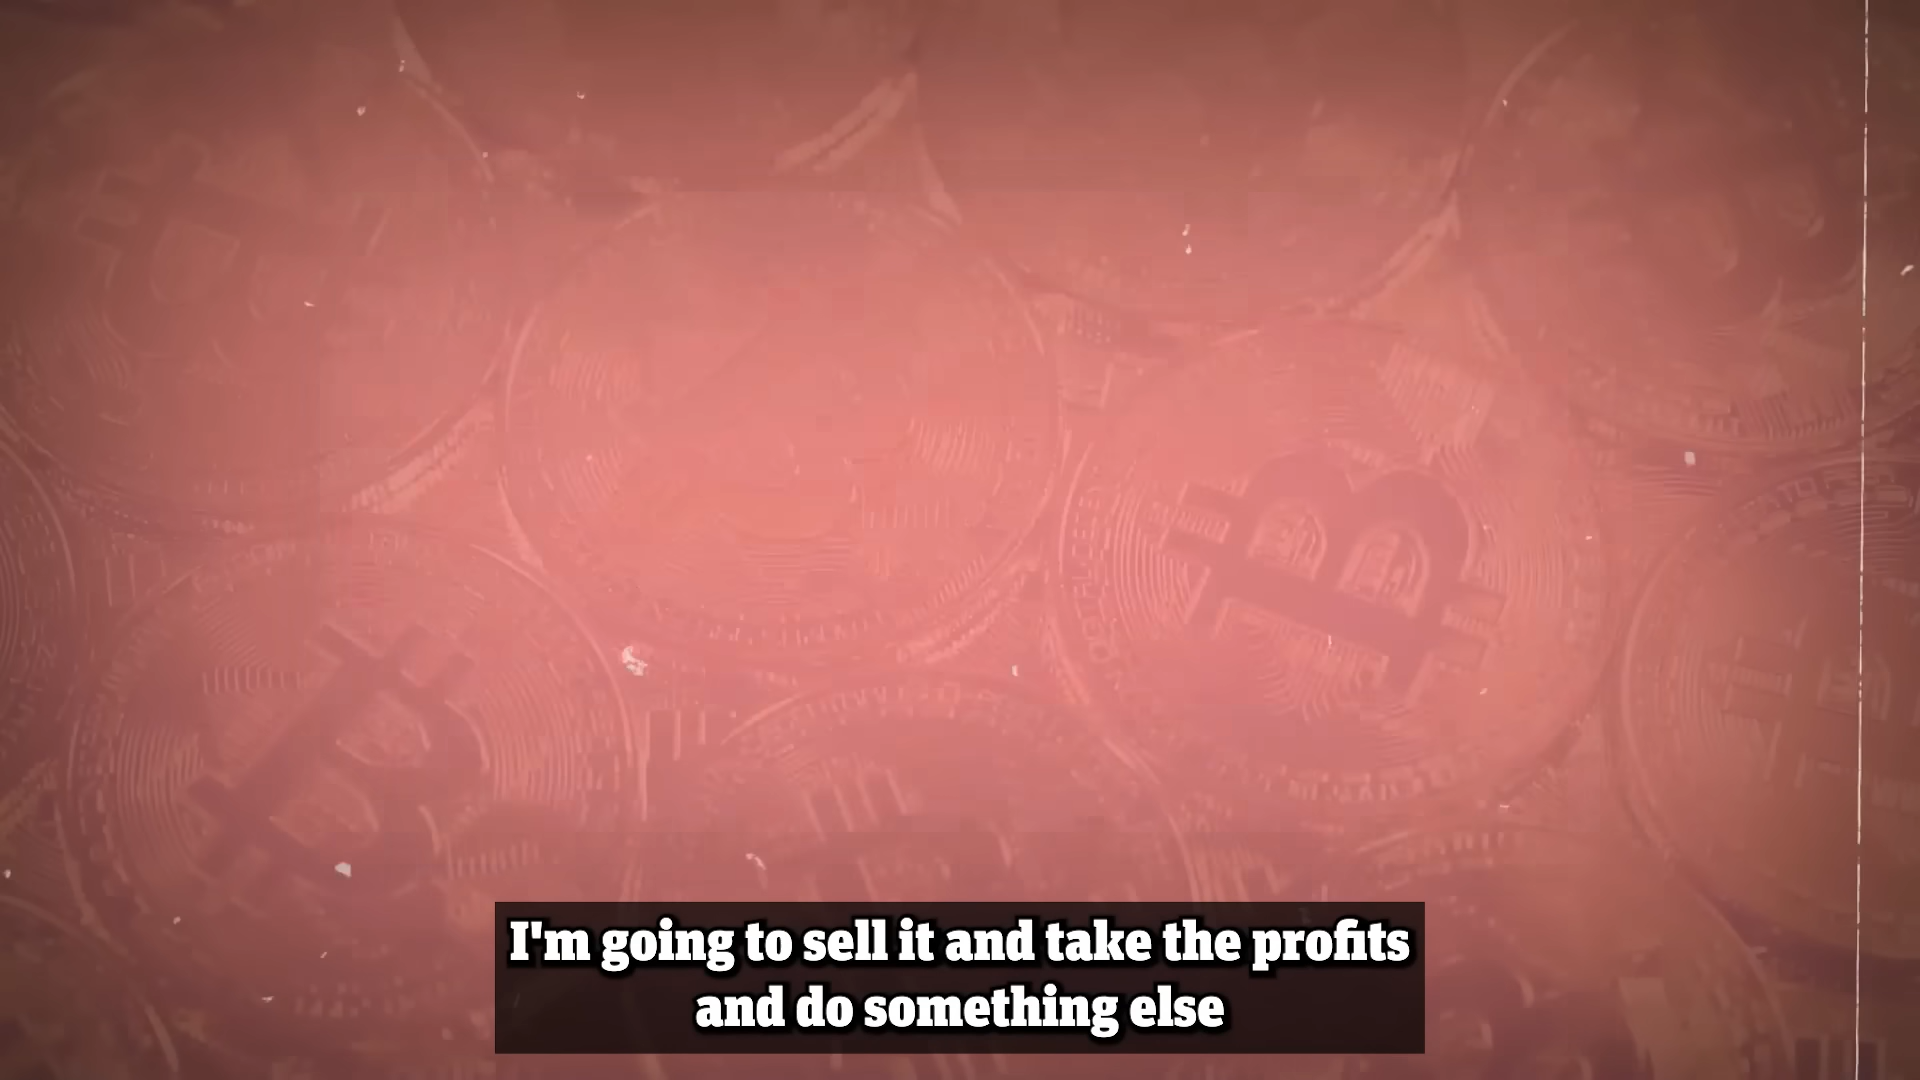 I'm going to sell it and take the profits
and do something else